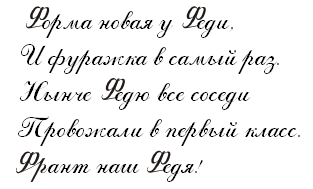 Форма новая у Феди.
И фуражка в самый раз.
Нынче Федю все соседи
Провожали в первый класс.
Франт наш Федя!